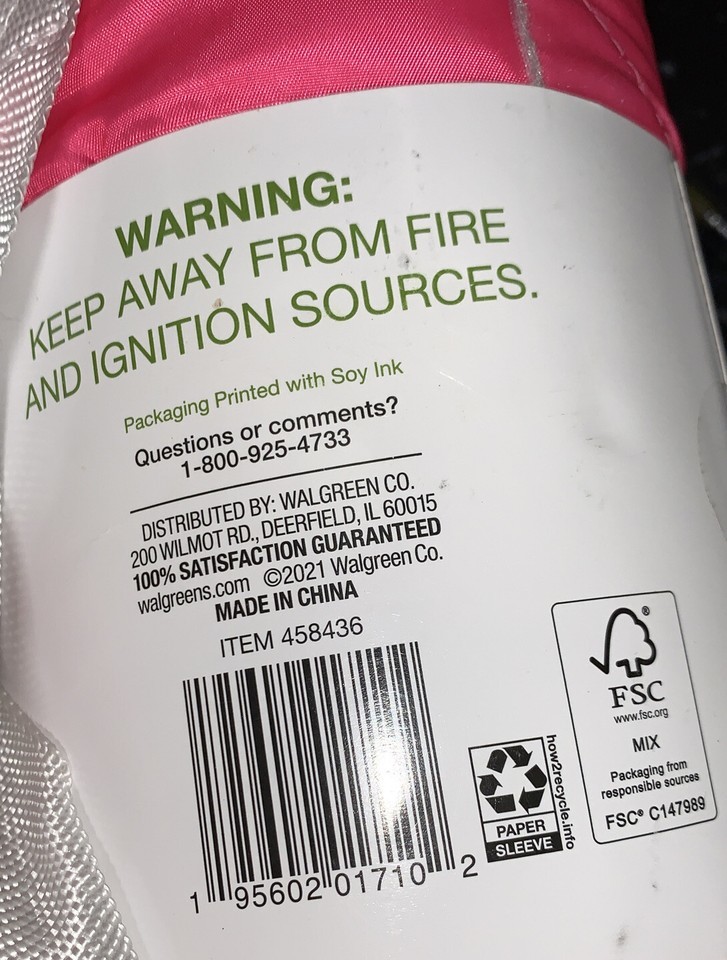 WARNING:
KEEP AWAY FROM FIRE
AND IGNITION SOURCES.
Packaging Printed with Soy Ink
Questions or comments?
1-800-925-4733
DISTRIBUTED BY: WALGREEN CO.
200 WILMOT RD., DEERFIELD, IL 60015
100% SATISFACTION GUARANTEED
walgreens.com ©2021 Walgreen Co.
MADE IN CHINA
ITEM 458436
1 95602 01710 2
PAPER
SLEEVE
how2recycle.info
®
FSC
www.fsc.org
MIX
Packaging from
responsible sources
FSC® C147989